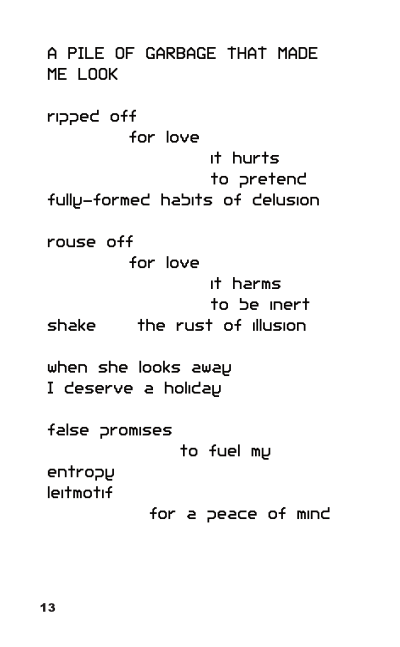 A PILE OF GARBAGE THAT MADE
ME LOOK
ripped off
for love
it hurts
to pretend
fully-formed habits of delusion
rouse off
for love
it harms
to be inert
shake the rust of illusion
when she looks away
I deserve a holiday
false promises
to fuel my
entropy
leitmotif
for a peace of mind
13